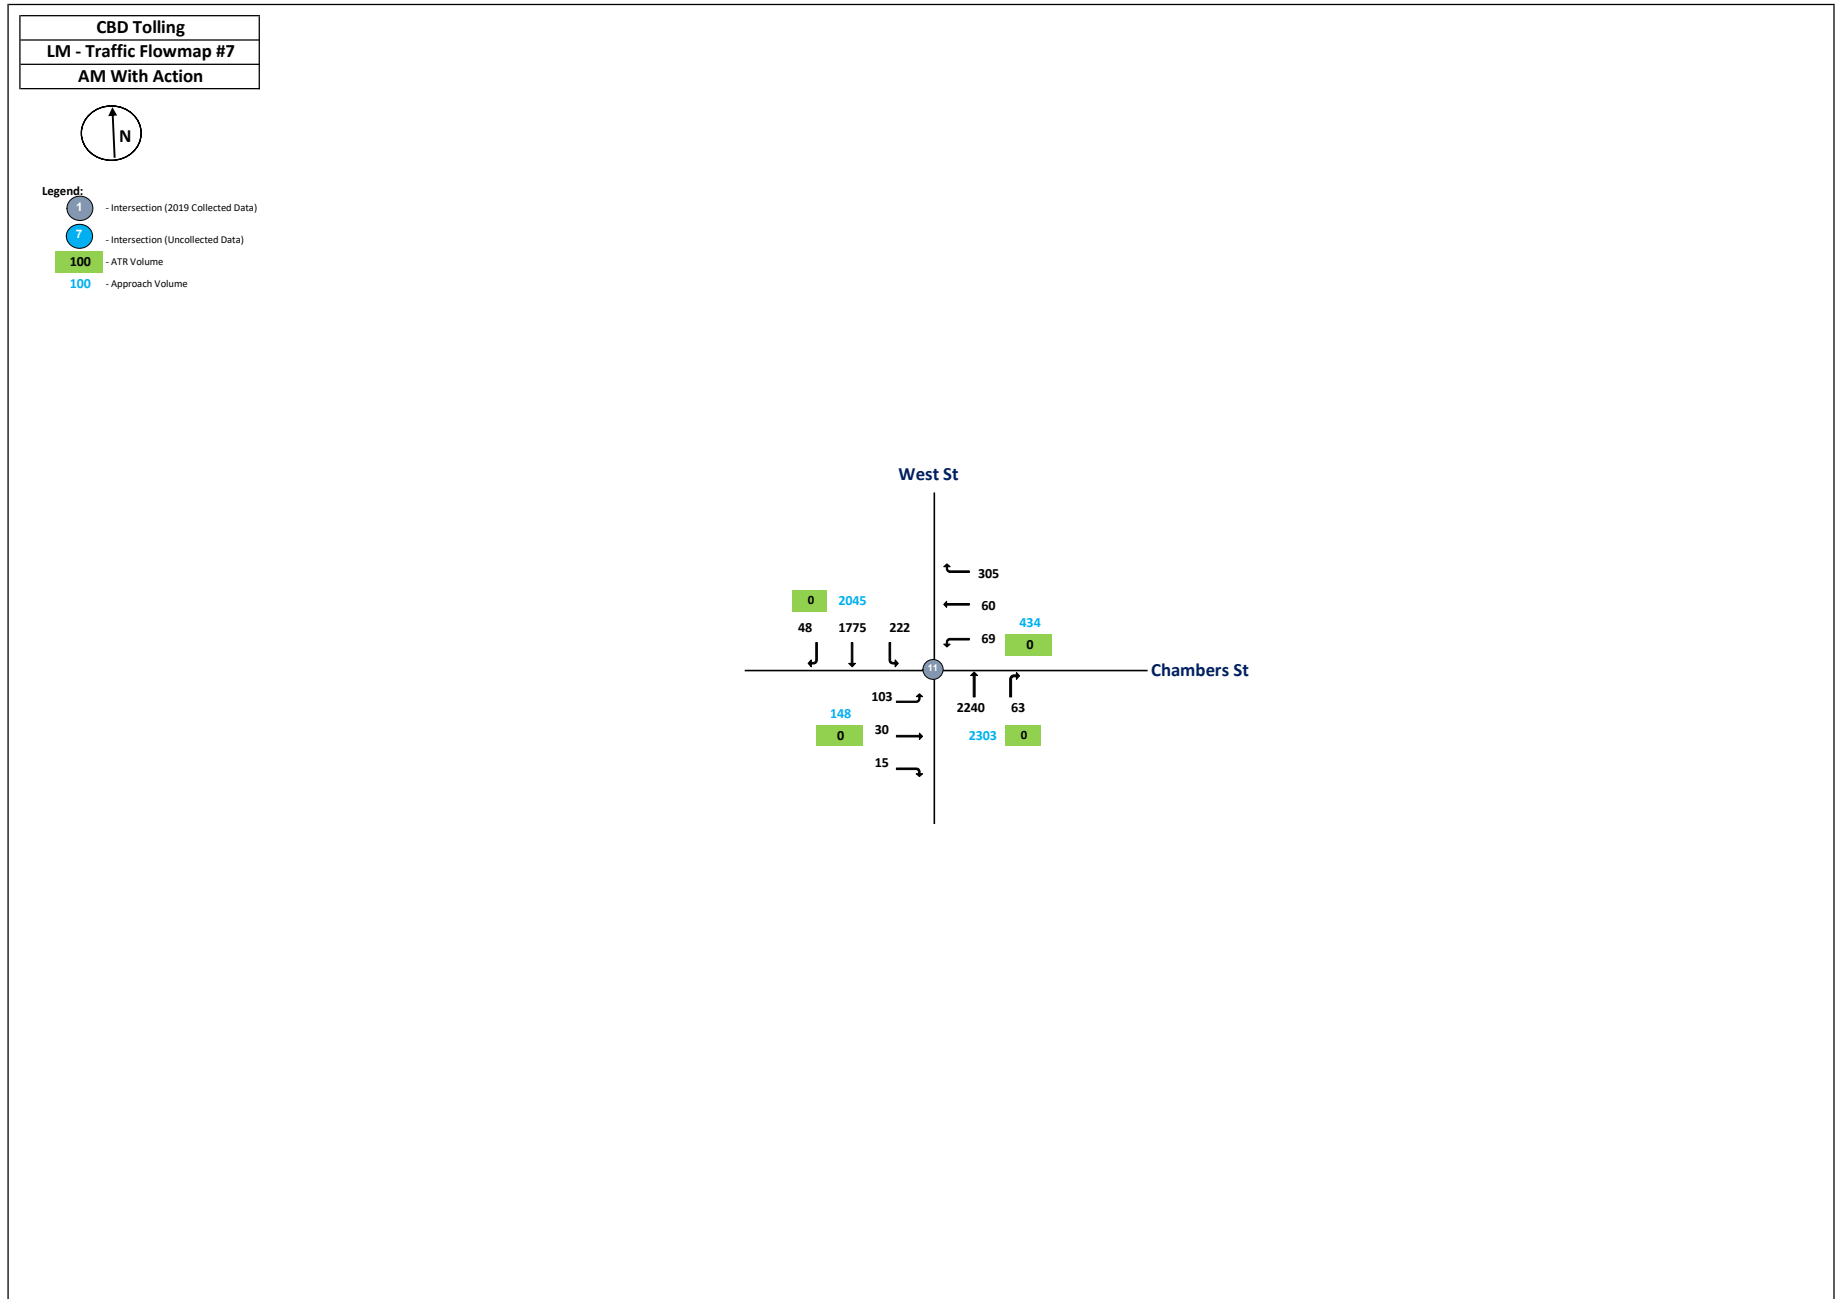 CBD Tolling
LM - Traffic Flowmap #7
AM With Action
N
Legend:
1 - Intersection (2019 Collected Data)
7 - Intersection (Uncollected Data)
100 - ATR Volume
100 - Approach Volume
West St
305
0 2045 60
434
48 1775 222 69
0
11 Chambers St
103 2240 63
148
0 30 2303 0
15